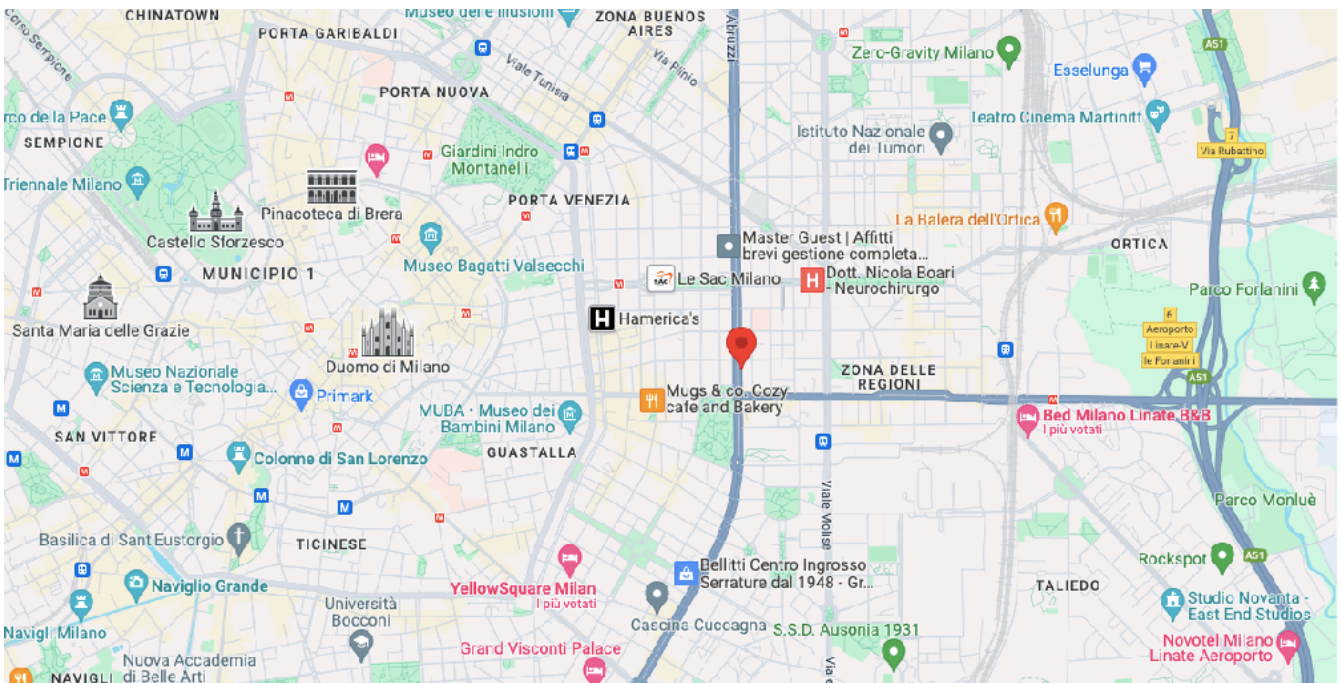 CHINATOWN
Museo delle Illusioni
ZONA BUENOS
AIRES
PORTA GARIBALDI
Abruzzi
Corso Sempione
Viale Tunisia
Via Plinio
Zero-Gravity Milano
A51
Esselunga
PORTA NUOVA
rco de la Pace
SEMPIONE
Teatro Cinema Martinitt
Istituto Nazionale
dei Tumori
7
Via Rubattino
Giardini Indro
Montanelli
Triennale Milano
Pinacoteca di Brera
PORTA VENEZIA
La Balera dell'Ortica
Castello Sforzesco
Master Guest | Affitti
brevi gestione completa...
ORTICA
MUNICIPIO 1
Museo Bagatti Valsecchi
Le Sac Milano
H
Dott. Nicola Boari
- Neurochirurgo
Parco Forlanini
H
Hamerica's
Santa Maria delle Grazie
6
Aeroporto
Linate-V
le Forlanini
A51
Duomo di Milano
Museo Nazionale
Scienza e Tecnologia...
Primark
ZONA DELLE
REGIONI
Mugs & co. Cozy
cafe and Bakery
MUBA · Museo dei
Bambini Milano
Bed Milano Linate B&B
I più votati
SAN VITTORE
GUASTALLA
Colonne di San Lorenzo
Viale Molise
Parco Monluè
Basilica di Sant'Eustorgio
TICINESE
Bellitti Centro Ingrosso
Serrature dal 1948 - Gr...
Rockspot
A51
Naviglio Grande
YellowSquare Milan
I più votati
TALIEDO
Università
Bocconi
Cascina Cuccagna
S.S.D. Ausonia 1931
Studio Novanta -
East End Studios
Navigli Milano
Grand Visconti Palace
Novotel Milano
Linate Aeroporto
Nuova Accademia
di Belle Arti
NAVIGLI